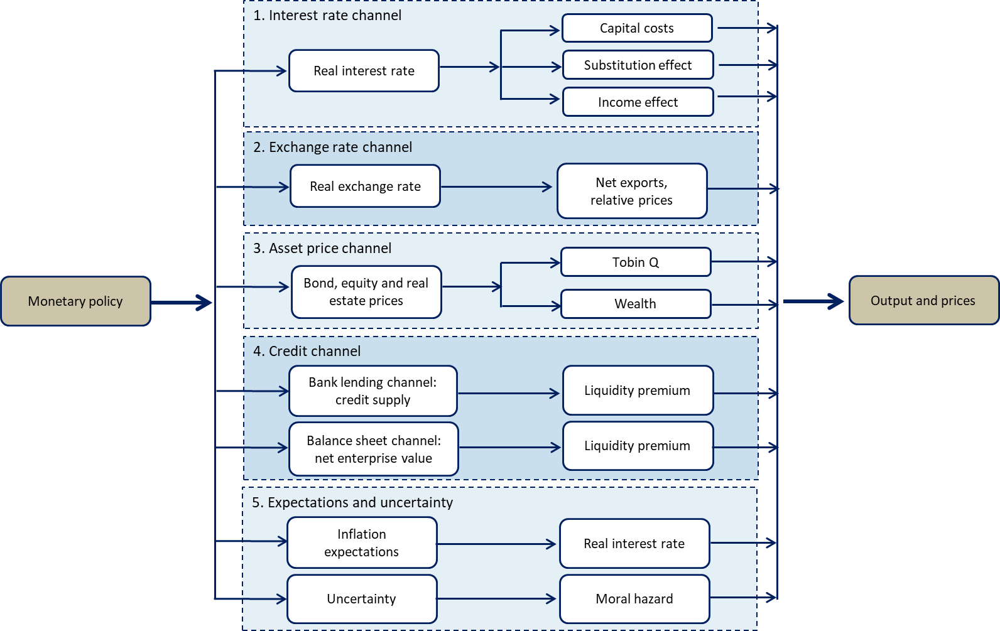 1. Interest rate channel
Real interest rate
Capital costs
Substitution effect
Income effect
2. Exchange rate channel
Real exchange rate
Net exports,
relative prices
3. Asset price channel
Bond, equity and real
estate prices
Tobin Q
Wealth
Monetary policy
Output and prices
4. Credit channel
Bank lending channel:
credit supply
Liquidity premium
Balance sheet channel:
net enterprise value
Liquidity premium
5. Expectations and uncertainty
Inflation
expectations
Real interest rate
Uncertainty
Moral hazard